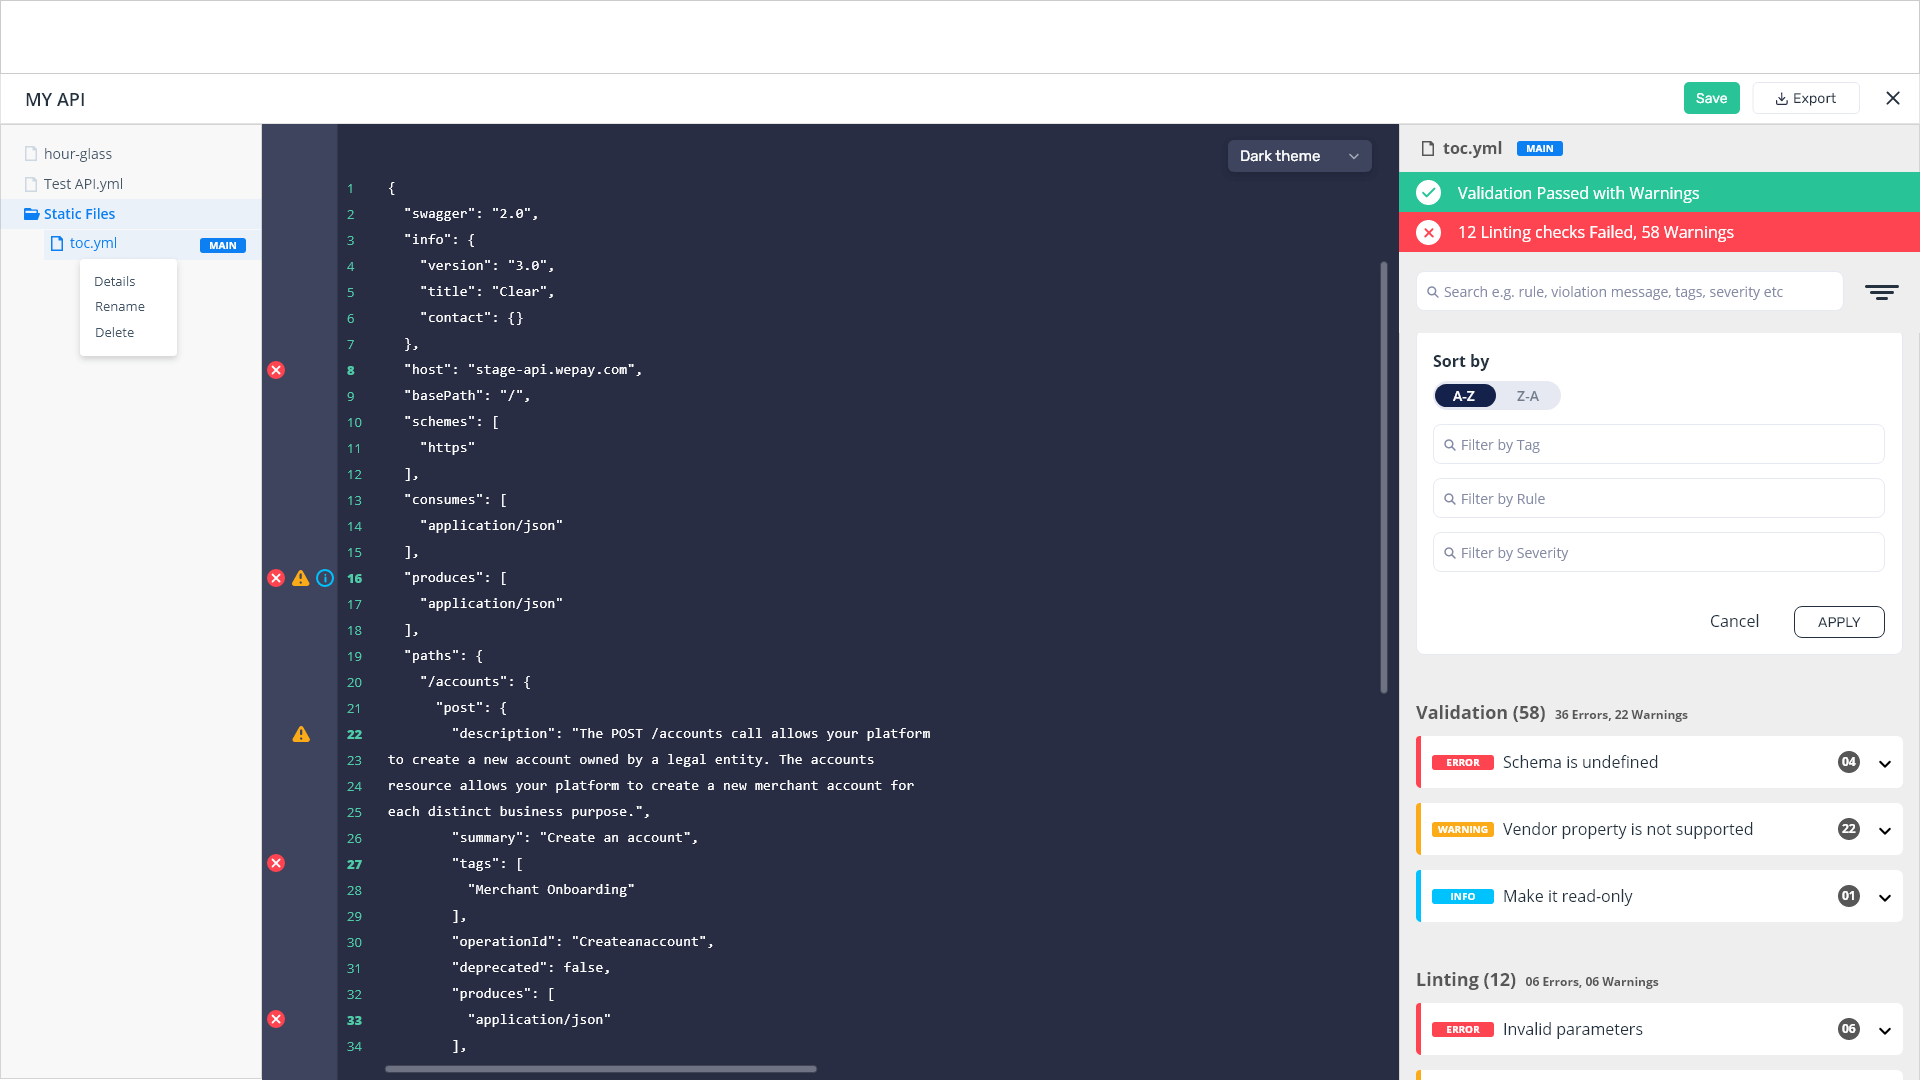 MY API
Save
Export
hour-glass
Test API.yml
Static Files
toc.yml
MAIN
Details
Rename
Delete
Dark theme
1 {
2 "swagger": "2.0",
3 "info": {
4 "version": "3.0",
5 "title": "Clear",
6 "contact": {}
7 },
8 "host": "stage-api.wepay.com",
9 "basePath": "/",
10 "schemes": [
11 "https"
12 ],
13 "consumes": [
14 "application/json"
15 ],
16 "produces": [
17 "application/json"
18 ],
19 "paths": {
20 "/accounts": {
21 "post": {
22 "description": "The POST /accounts call allows your platform
23 to create a new account owned by a legal entity. The accounts
24 resource allows your platform to create a new merchant account for
25 each distinct business purpose.",
26 "summary": "Create an account",
27 "tags": [
28 "Merchant Onboarding"
29 ],
30 "operationId": "Createanaccount",
31 "deprecated": false,
32 "produces": [
33 "application/json"
34 ],
toc.yml MAIN
Validation Passed with Warnings
12 Linting checks Failed, 58 Warnings
Search e.g. rule, violation message, tags, severity etc
Sort by
A-Z Z-A
Filter by Tag
Filter by Rule
Filter by Severity
Cancel APPLY
Validation (58) 36 Errors, 22 Warnings
ERROR Schema is undefined 04
WARNING Vendor property is not supported 22
INFO Make it read-only 01
Linting (12) 06 Errors, 06 Warnings
ERROR Invalid parameters 06